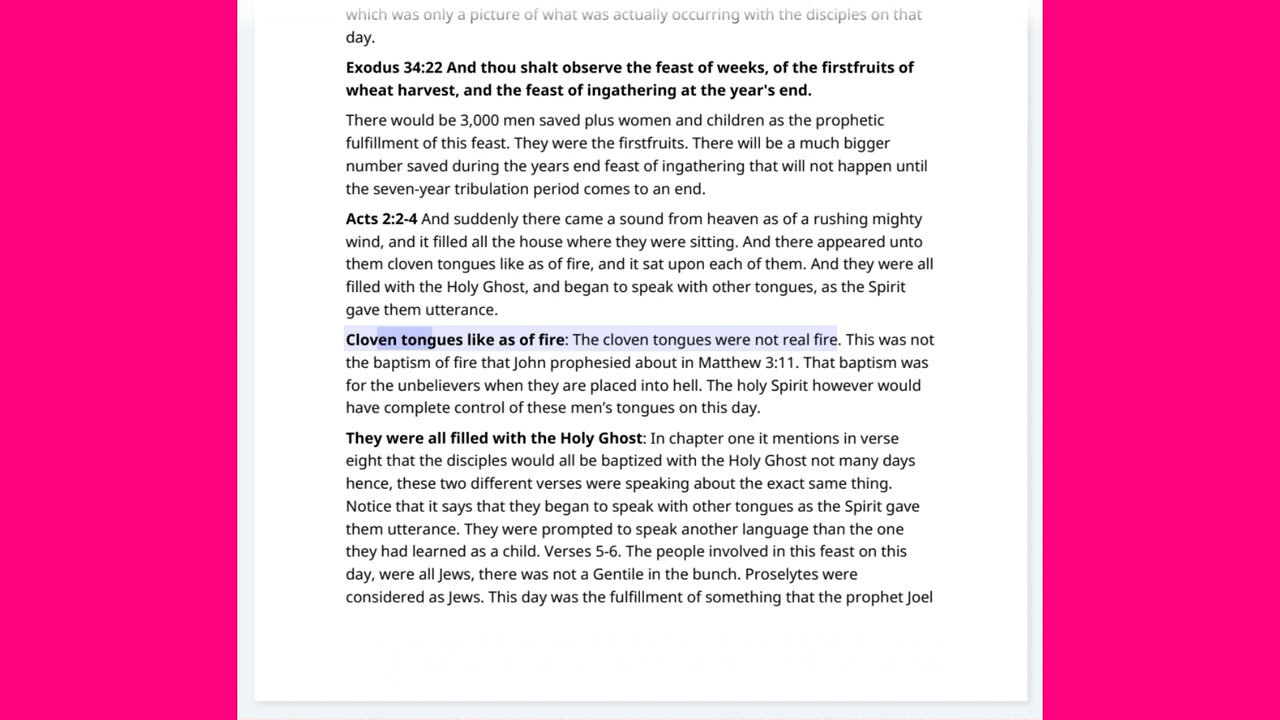 which was only a picture of what was actually occurring with the disciples on that
day.
Exodus 34:22 And thou shalt observe the feast of weeks, of the firstfruits of
wheat harvest, and the feast of ingathering at the year's end.
There would be 3,000 men saved plus women and children as the prophetic
fulfillment of this feast. They were the firstfruits. There will be a much bigger
number saved during the years end feast of ingathering that will not happen until
the seven-year tribulation period comes to an end.
Acts 2:2-4 And suddenly there came a sound from heaven as of a rushing mighty
wind, and it filled all the house where they were sitting. And there appeared unto
them cloven tongues like as of fire, and it sat upon each of them. And they were all
filled with the Holy Ghost, and began to speak with other tongues, as the Spirit
gave them utterance.
Cloven tongues like as of fire: The cloven tongues were not real fire. This was not
the baptism of fire that John prophesied about in Matthew 3:11. That baptism was
for the unbelievers when they are placed into hell. The holy Spirit however would
have complete control of these men’s tongues on this day.
They were all filled with the Holy Ghost: In chapter one it mentions in verse
eight that the disciples would all be baptized with the Holy Ghost not many days
hence, these two different verses were speaking about the exact same thing.
Notice that it says that they began to speak with other tongues as the Spirit gave
them utterance. They were prompted to speak another language than the one
they had learned as a child. Verses 5-6. The people involved in this feast on this
day, were all Jews, there was not a Gentile in the bunch. Proselytes were
considered as Jews. This day was the fulfillment of something that the prophet Joel